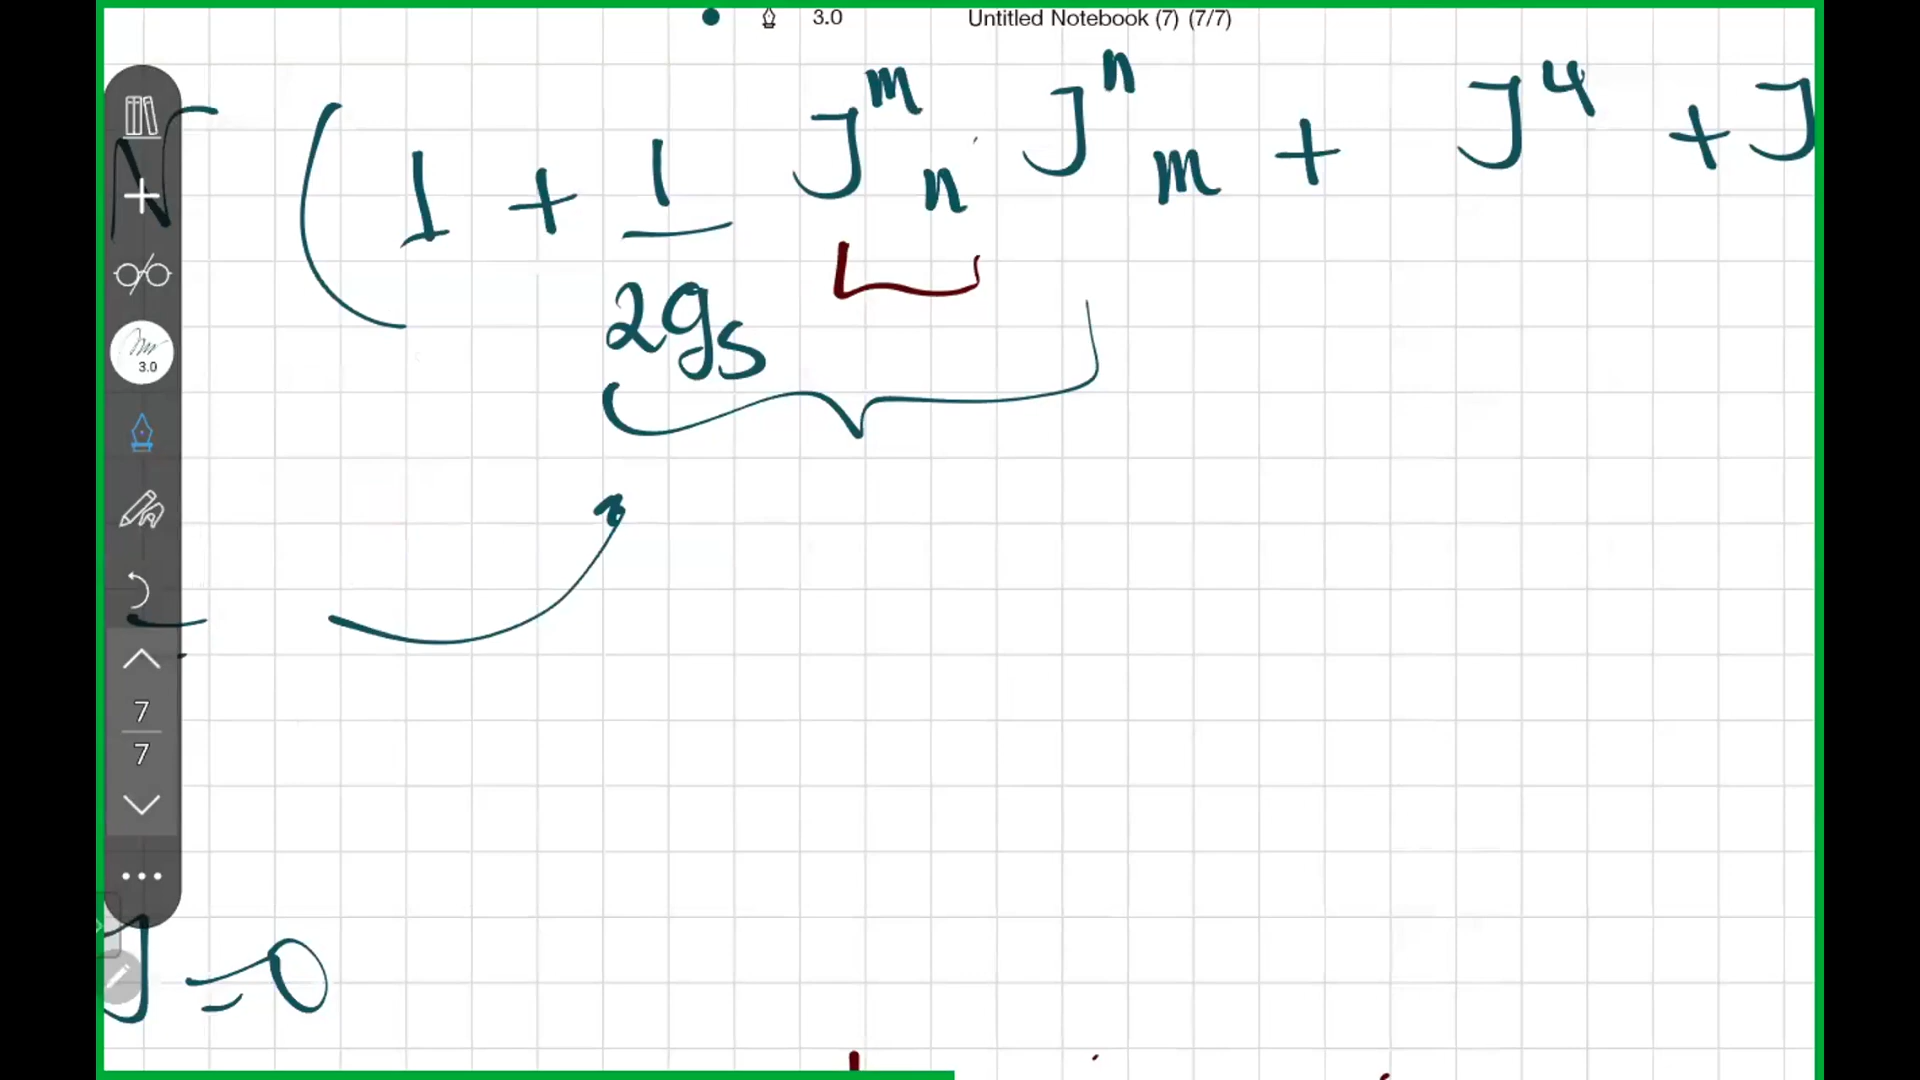 3.0 Untitled Notebook (7) (7/7)
N ( 1 + 1/2gs J^m_n J^n_m + J^4 + J
3.0
7
7
J = 0